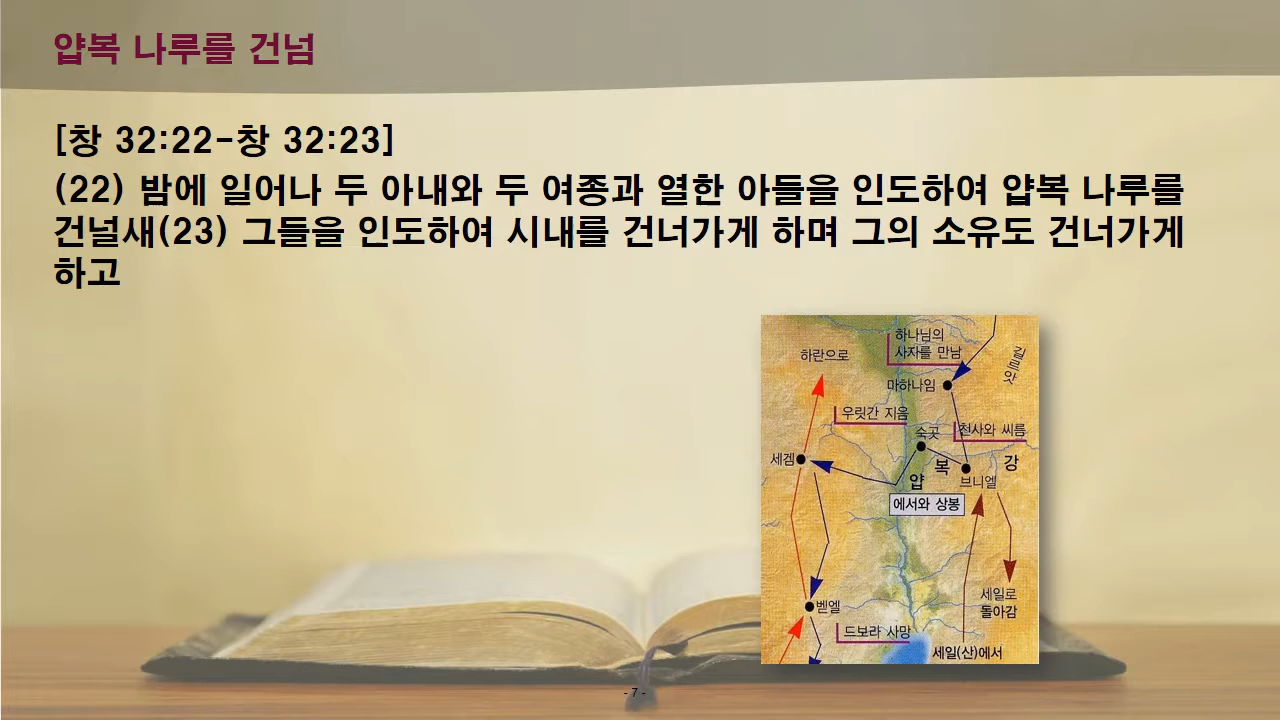 얍복 나루를 건넘
[창 32:22-창 32:23]
(22) 밤에 일어나 두 아내와 두 여종과 열한 아들을 인도하여 얍복 나루를
건널새(23) 그들을 인도하여 시내를 건너가게 하며 그의 소유도 건너가게
하고
하나님의
사자를 만남
하란으로
길르앗
마하나임
우릿간 지음
숙곳
천사와 씨름
세겜
얍 복 강
브니엘
에서와 상봉
세일로
돌아감
벧엘
드보라 사망
세일(산)에서
- 7 -